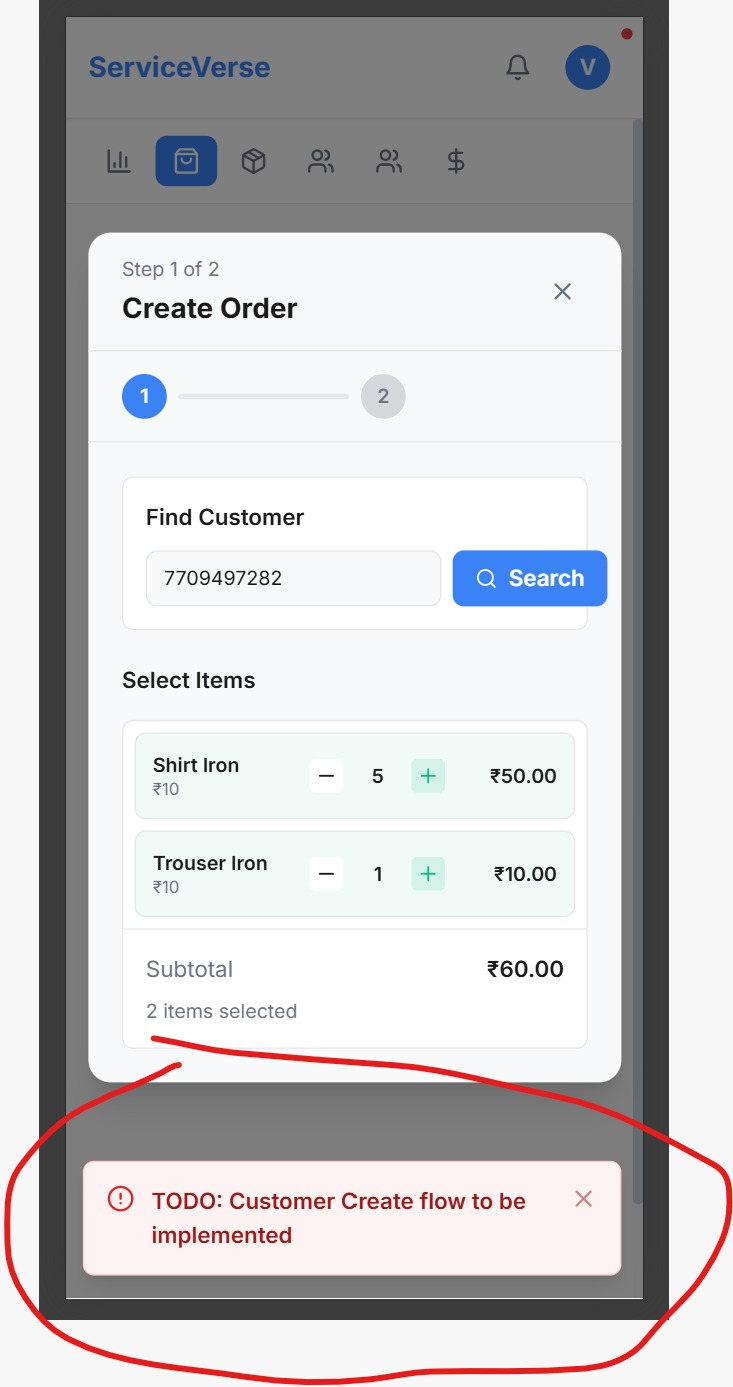 ServiceVerse
V
Step 1 of 2
Create Order
1
2
Find Customer
7709497282
Search
Select Items
Shirt Iron
₹10
5
₹50.00
Trouser Iron
₹10
1
₹10.00
Subtotal
₹60.00
2 items selected
TODO: Customer Create flow to be
implemented